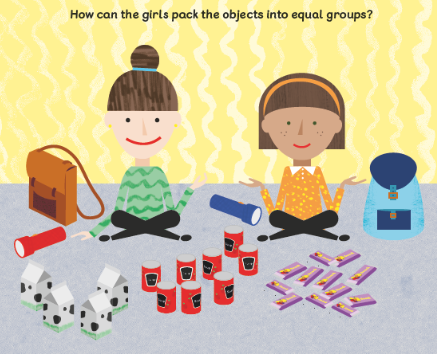 How can the girls pack the objects into equal groups?